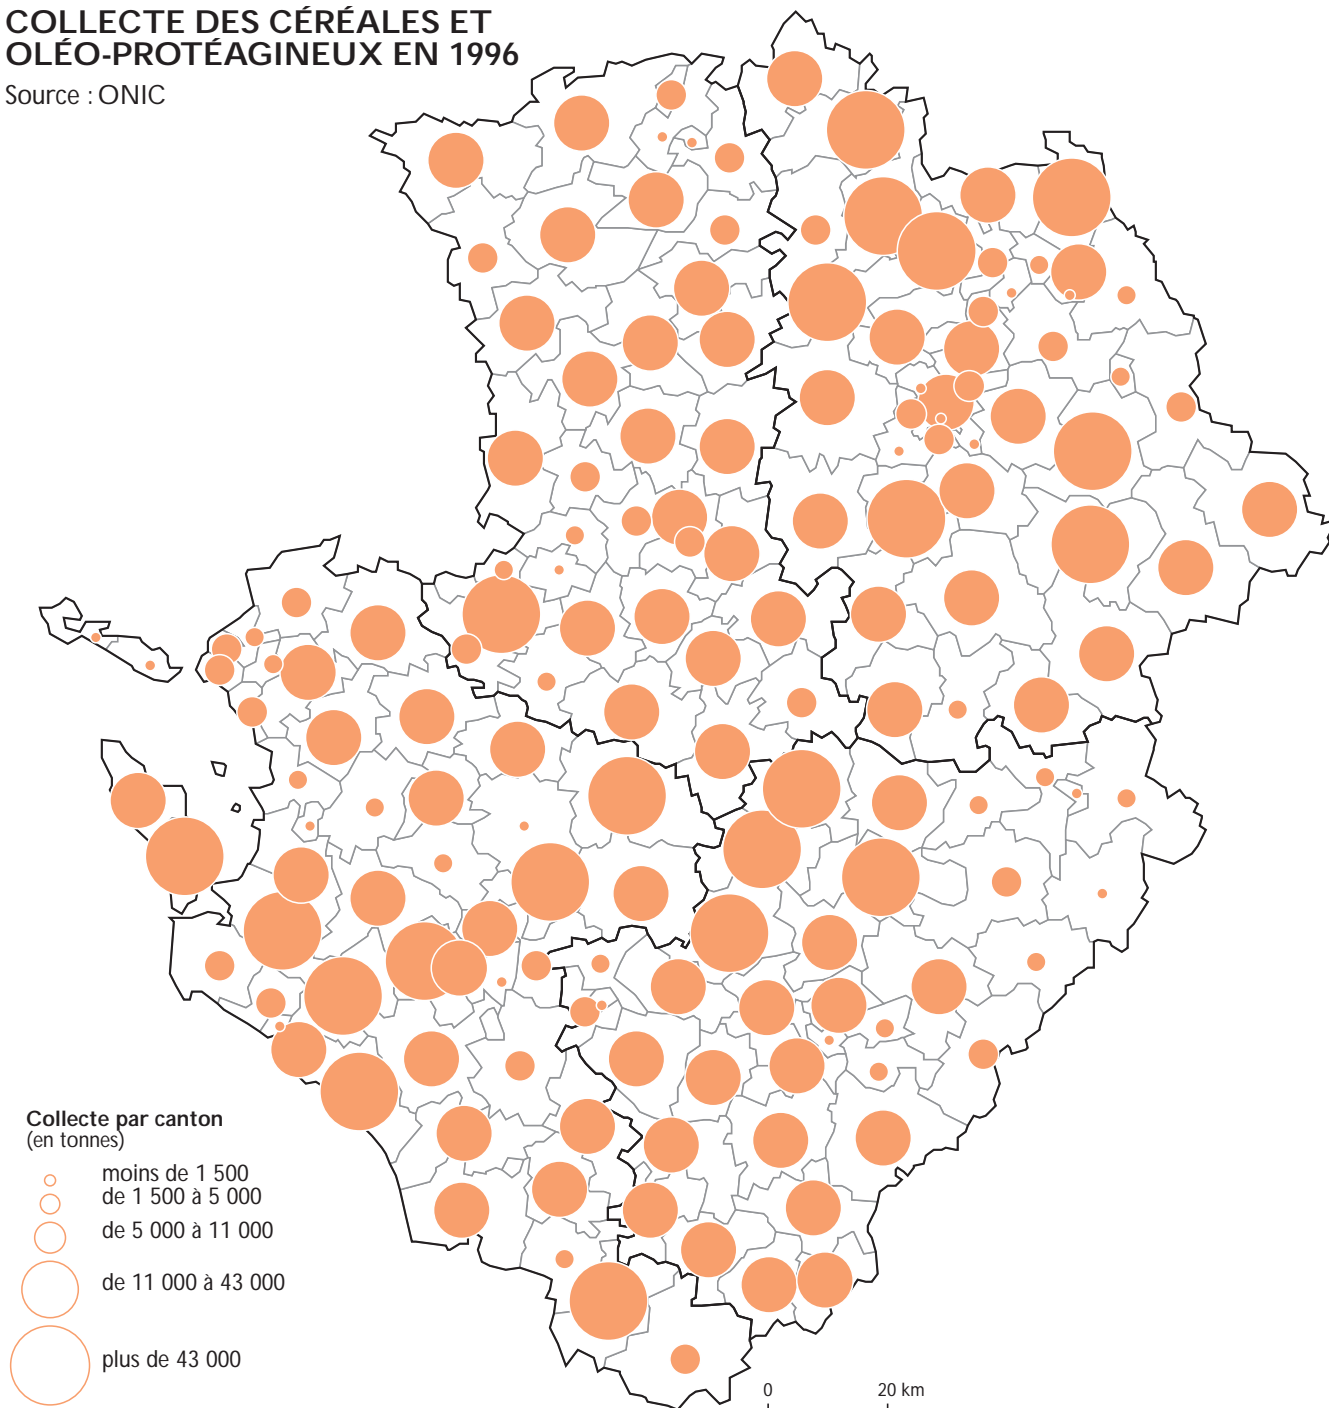 COLLECTE DES CÉRÉALES ET
OLÉO-PROTÉAGINEUX EN 1996
Source : ONIC
Collecte par canton
(en tonnes)
moins de 1 500
de 1 500 à 5 000
de 5 000 à 11 000
de 11 000 à 43 000
plus de 43 000
0 20 km